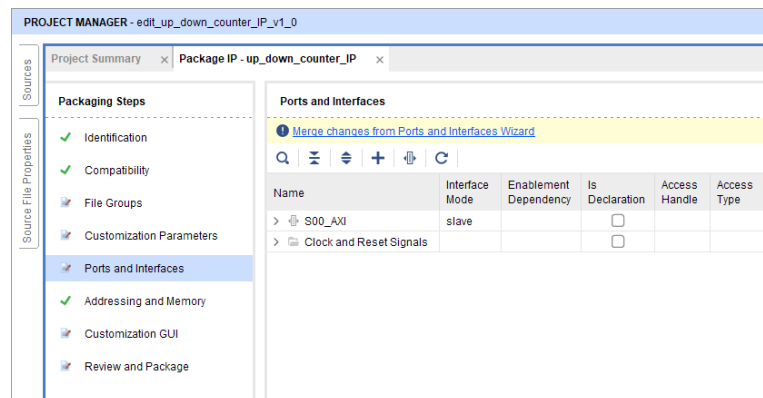 PROJECT MANAGER - edit_up_down_counter_IP_v1_0
Sources
Source File Properties
Project Summary × Package IP - up_down_counter_IP ×
Packaging Steps
Identification
Compatibility
File Groups
Customization Parameters
Ports and Interfaces
Addressing and Memory
Customization GUI
Review and Package
Ports and Interfaces
Merge changes from Ports and Interfaces Wizard
Name Interface Mode Enablement Dependency Is Declaration Access Handle Access Type
S00_AXI slave
Clock and Reset Signals